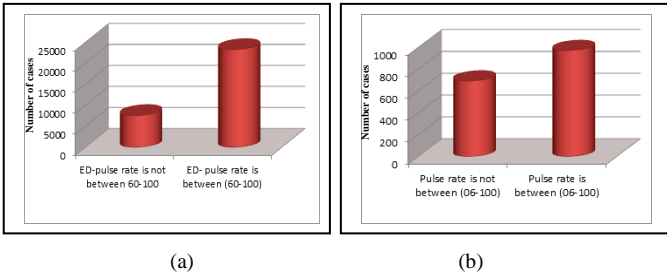 Number of cases
25000
20000
15000
10000
5000
0
ED-pulse rate is not
between 60-100
ED- pulse rate is
between (60-100)
(a)
Number of cases
1000
800
600
400
200
0
Pulse rate is not
between (06-100)
Pulse rate is
between (06-100)
(b)